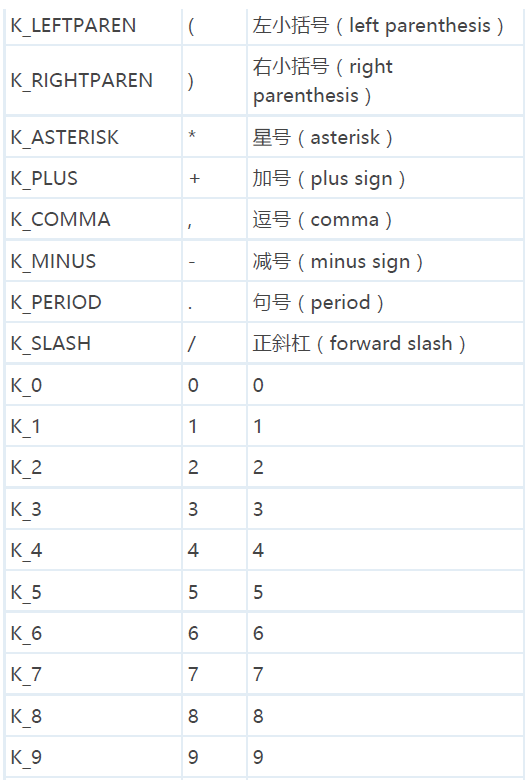 K_LEFTPAREN ( 左小括号（left parenthesis）
K_RIGHTPAREN ) 右小括号（right
parenthesis）
K_ASTERISK * 星号（asterisk）
K_PLUS + 加号（plus sign）
K_COMMA , 逗号（comma）
K_MINUS - 减号（minus sign）
K_PERIOD . 句号（period）
K_SLASH / 正斜杠（forward slash）
K_0 0 0
K_1 1 1
K_2 2 2
K_3 3 3
K_4 4 4
K_5 5 5
K_6 6 6
K_7 7 7
K_8 8 8
K_9 9 9